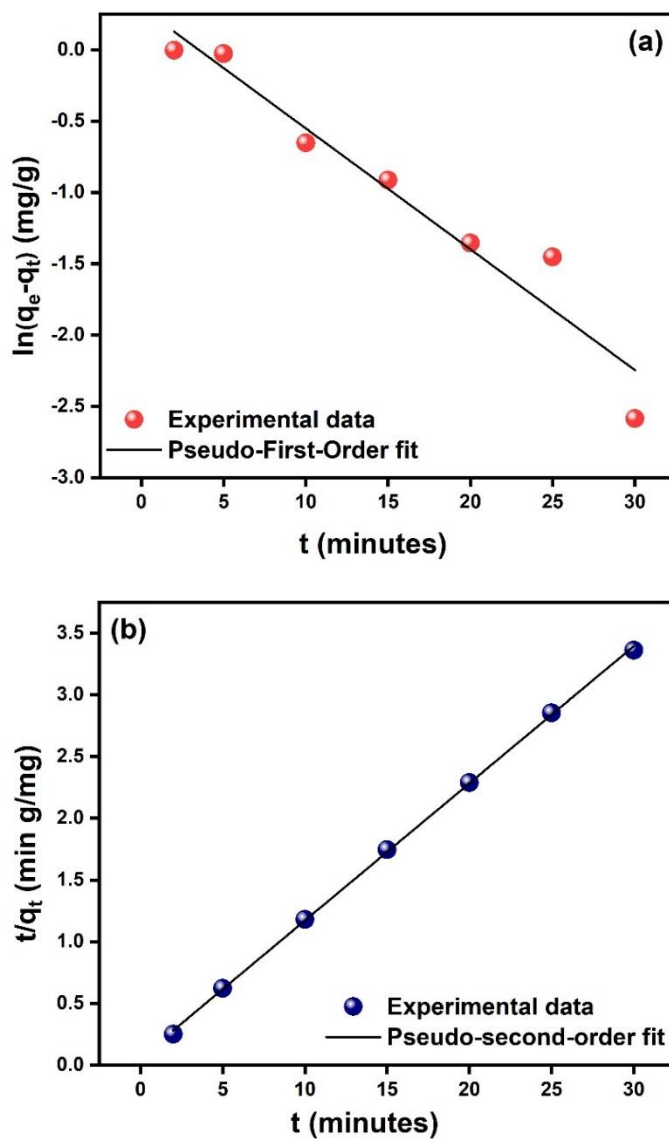 (a)
0.0
-0.5
-1.0
-1.5
-2.0
-2.5
-3.0
ln(qₑ-qₜ) (mg/g)
Experimental data
Pseudo-First-Order fit
0 5 10 15 20 25 30
t (minutes)
(b)
3.5
3.0
2.5
2.0
1.5
1.0
0.5
0.0
t/qₜ (min g/mg)
Experimental data
Pseudo-second-order fit
0 5 10 15 20 25 30
t (minutes)